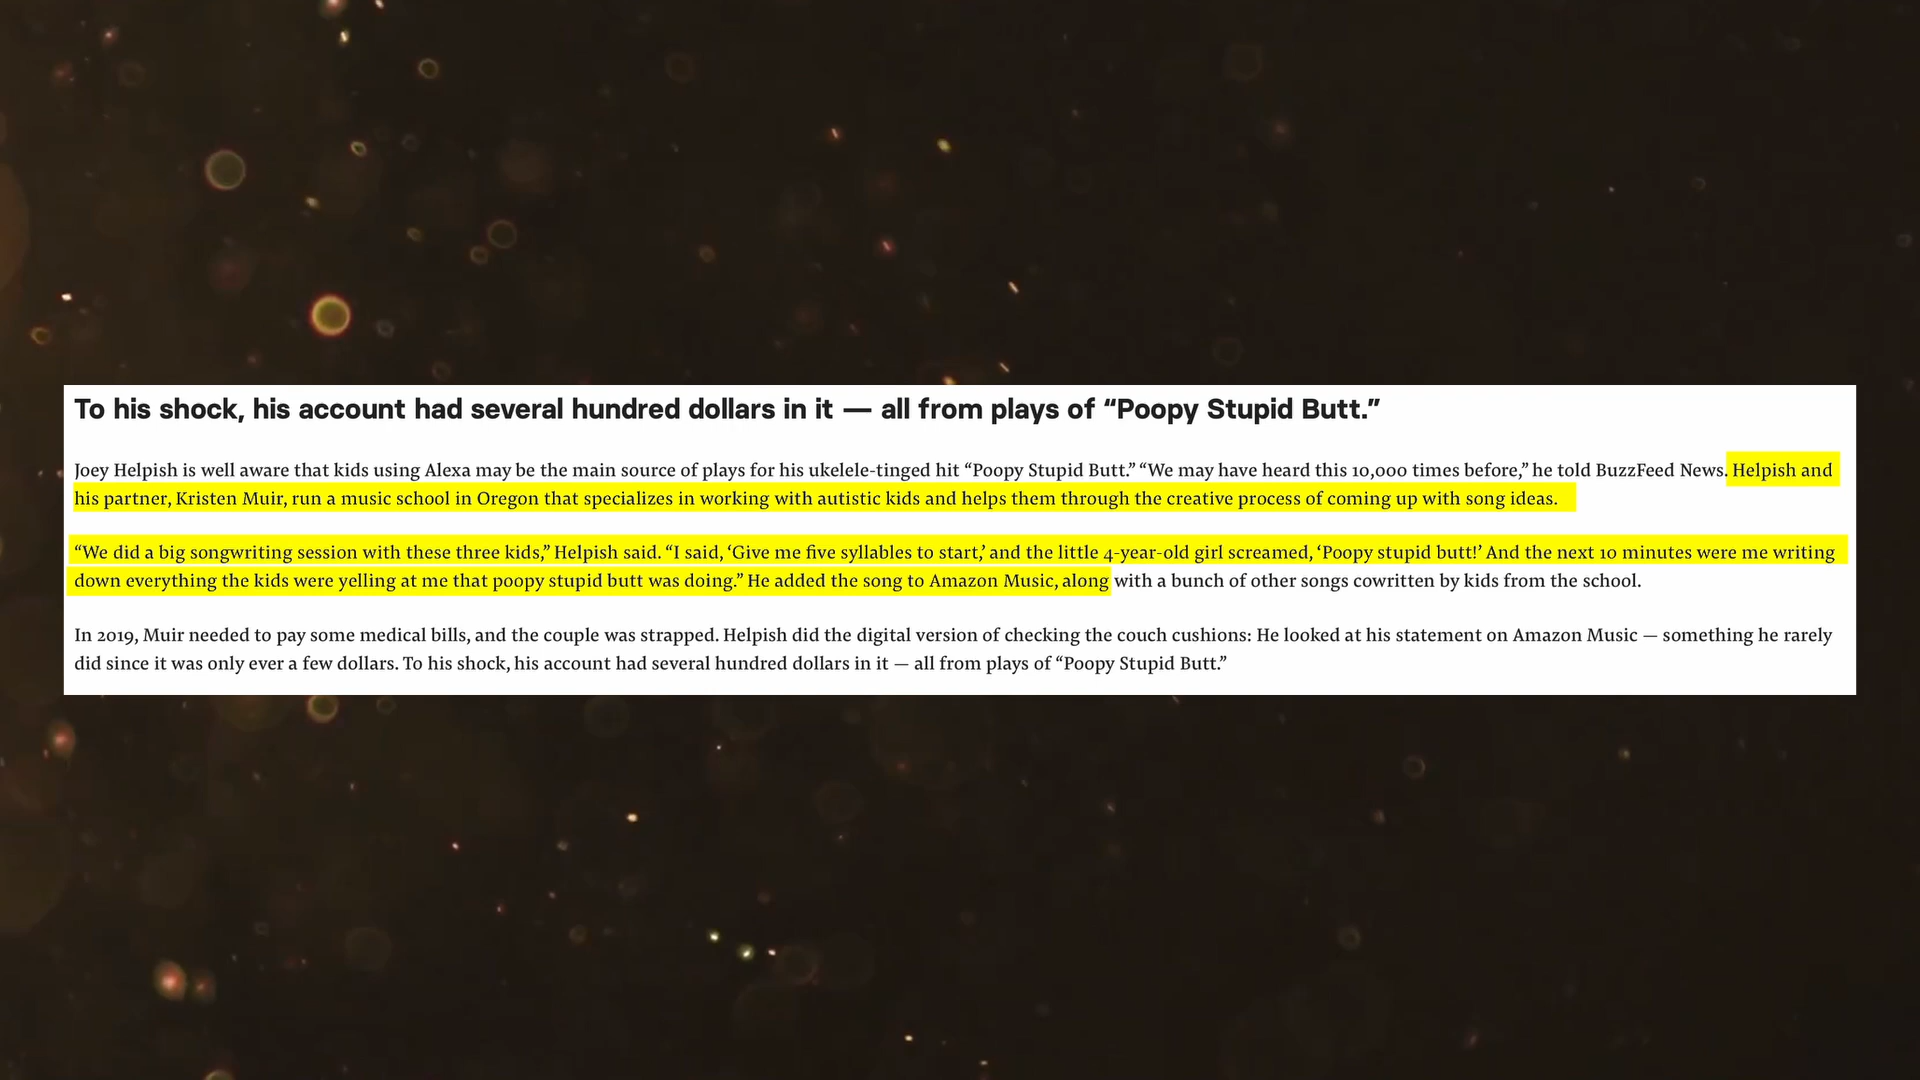 To his shock, his account had several hundred dollars in it — all from plays of “Poopy Stupid Butt.”
Joey Helpish is well aware that kids using Alexa may be the main source of plays for his ukelele-tinged hit “Poopy Stupid Butt.” “We may have heard this 10,000 times before,” he told BuzzFeed News. Helpish and
his partner, Kristen Muir, run a music school in Oregon that specializes in working with autistic kids and helps them through the creative process of coming up with song ideas.
“We did a big songwriting session with these three kids,” Helpish said. “I said, ‘Give me five syllables to start,’ and the little 4-year-old girl screamed, ‘Poopy stupid butt!’ And the next 10 minutes were me writing
down everything the kids were yelling at me that poopy stupid butt was doing.” He added the song to Amazon Music, along with a bunch of other songs cowritten by kids from the school.
In 2019, Muir needed to pay some medical bills, and the couple was strapped. Helpish did the digital version of checking the couch cushions: He looked at his statement on Amazon Music — something he rarely
did since it was only ever a few dollars. To his shock, his account had several hundred dollars in it — all from plays of “Poopy Stupid Butt.”